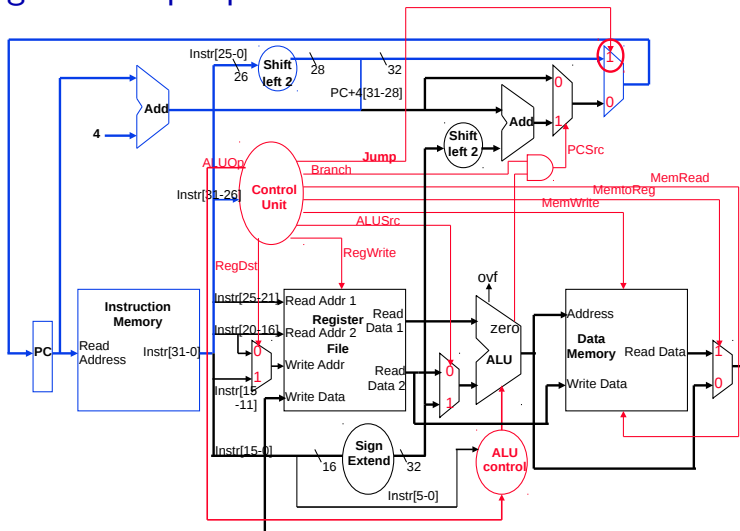 Instr[25-0]
Shift
left 2
26
28
32
1
PC+4[31-28]
0
Add
4
0
Add
1
Shift
left 2
PCSrc
Jump
ALUOp
Branch
MemRead
Instr[31-26]
Control
Unit
MemtoReg
MemWrite
ALUSrc
RegWrite
RegDst
ovf
Instruction
Memory
PC
Read
Address
Instr[31-0]
Instr[25-21]
Read Addr 1
Instr[20-16]
Read Addr 2
Register
File
Read
Data 1
0
1
Write Addr
Instr[15
-11]
Read
Data 2
Write Data
0
1
zero
ALU
Address
Data
Memory
Read Data
Write Data
1
0
Instr[15-0]
16
Sign
Extend
32
ALU
control
Instr[5-0]